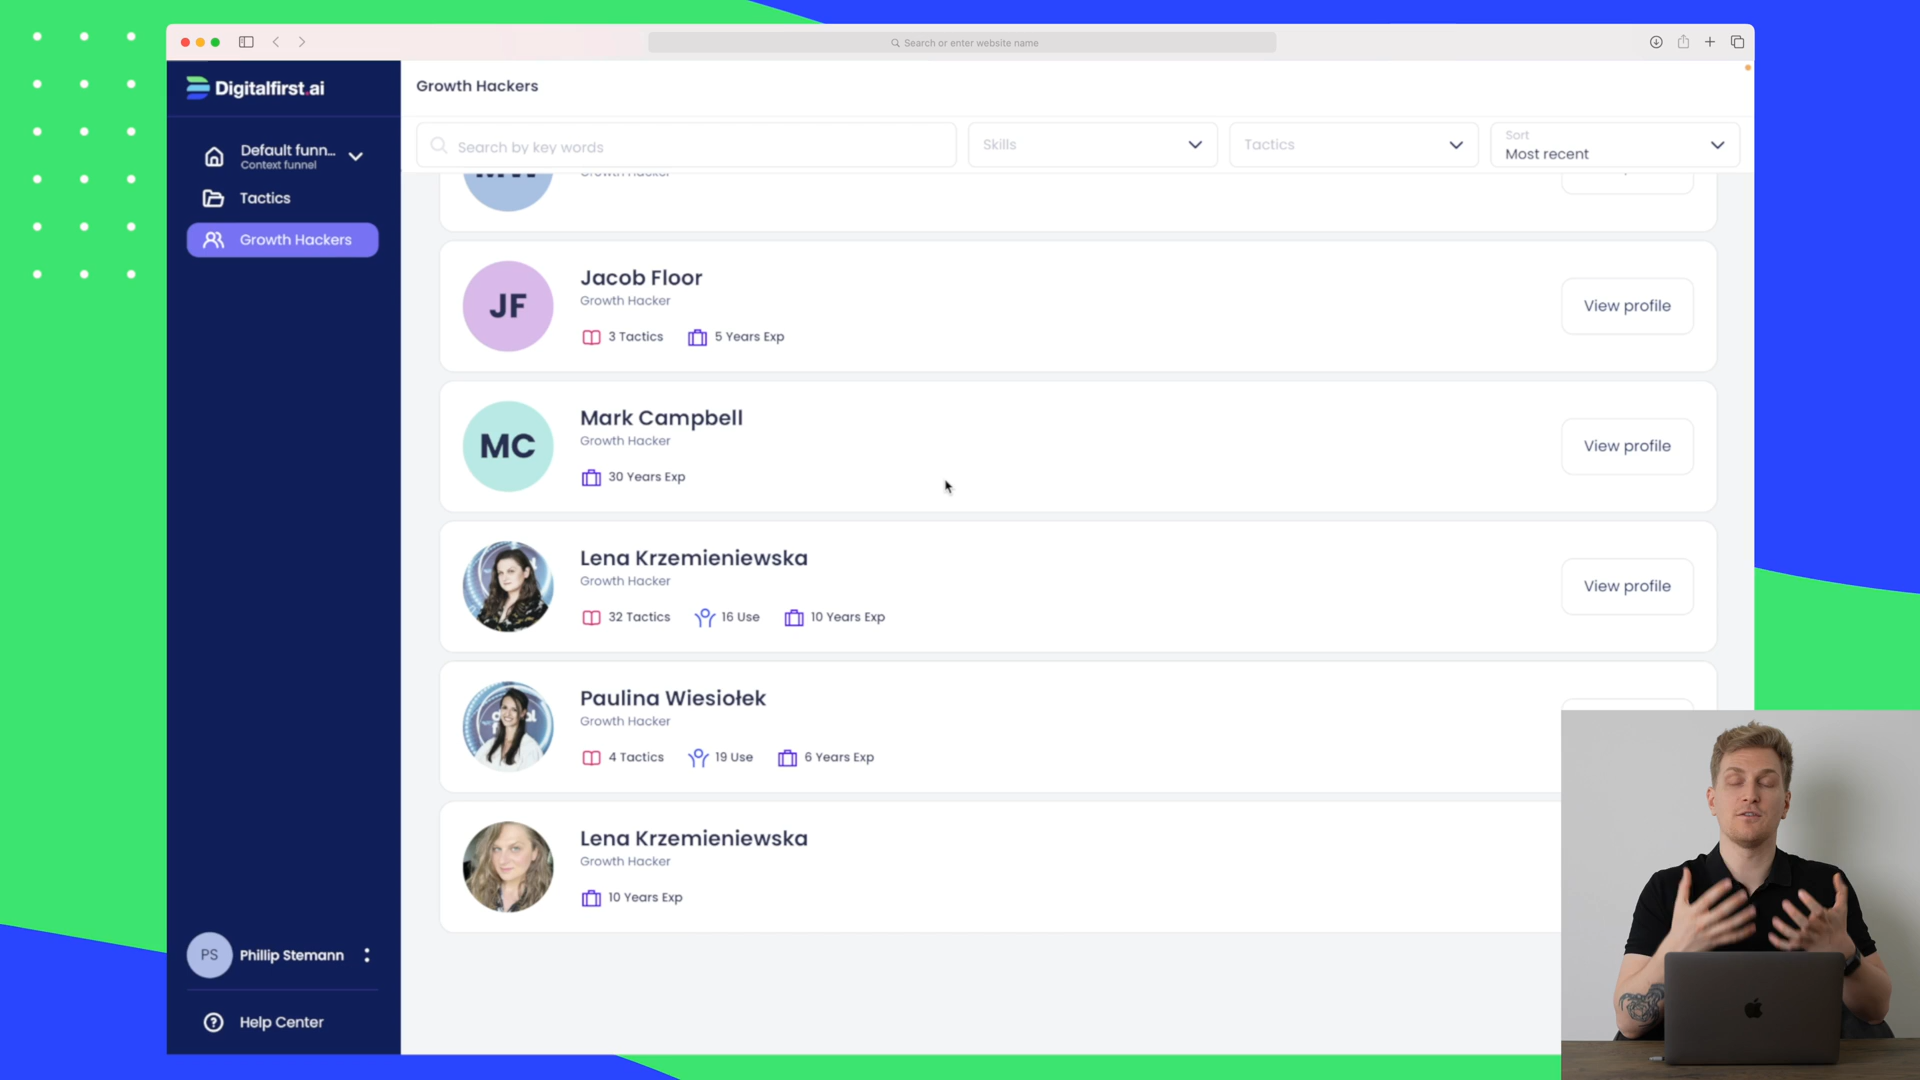 Search or enter website name
Digitalfirst.ai
Growth Hackers
Default funn...
Context funnel
Tactics
Growth Hackers
Search by key words
Skills
Tactics
Sort
Most recent
JF
Jacob Floor
Growth Hacker
3 Tactics 5 Years Exp
View profile
MC
Mark Campbell
Growth Hacker
30 Years Exp
View profile
Lena Krzemieniewska
Growth Hacker
32 Tactics 16 Use 10 Years Exp
View profile
Paulina Wiesiołek
Growth Hacker
4 Tactics 19 Use 6 Years Exp
Lena Krzemieniewska
Growth Hacker
10 Years Exp
PS
Phillip Stemann
Help Center